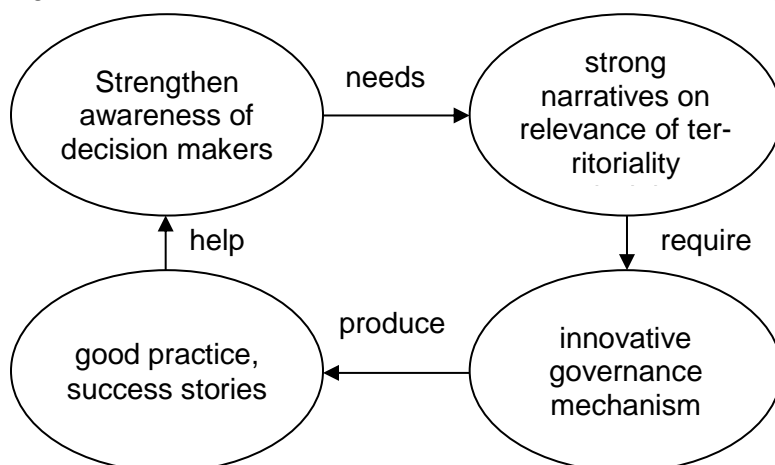 Strengthen
awareness of
decision makers
needs
strong
narratives on
relevance of ter-
ritoriality
help
require
good practice,
success stories
produce
innovative
governance
mechanism